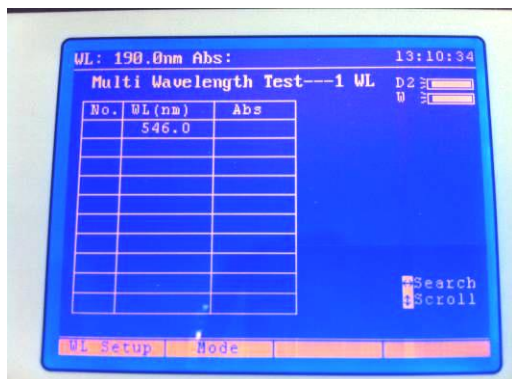 WL: 190.0nm Abs: 13:10:34
Multi Wavelength Test---1 WL D2
W
No. WL(nm) Abs
546.0
Search
Scroll
WL Setup Mode